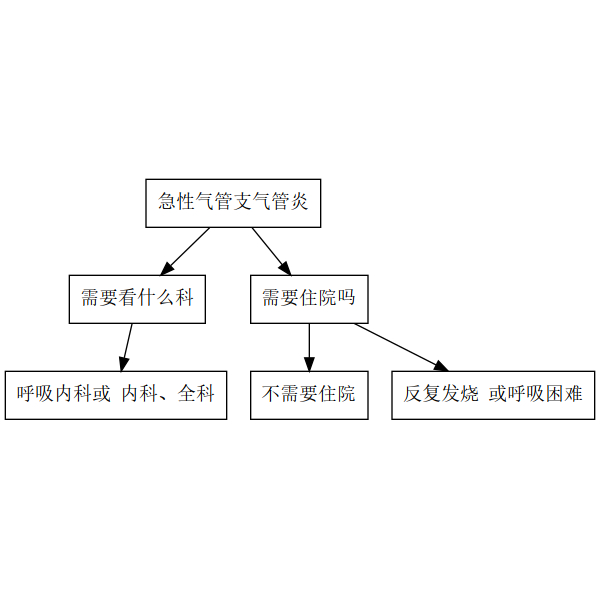 急性气管支气管炎
需要看什么科
需要住院吗
呼吸内科或 内科、全科
不需要住院
反复发烧 或呼吸困难